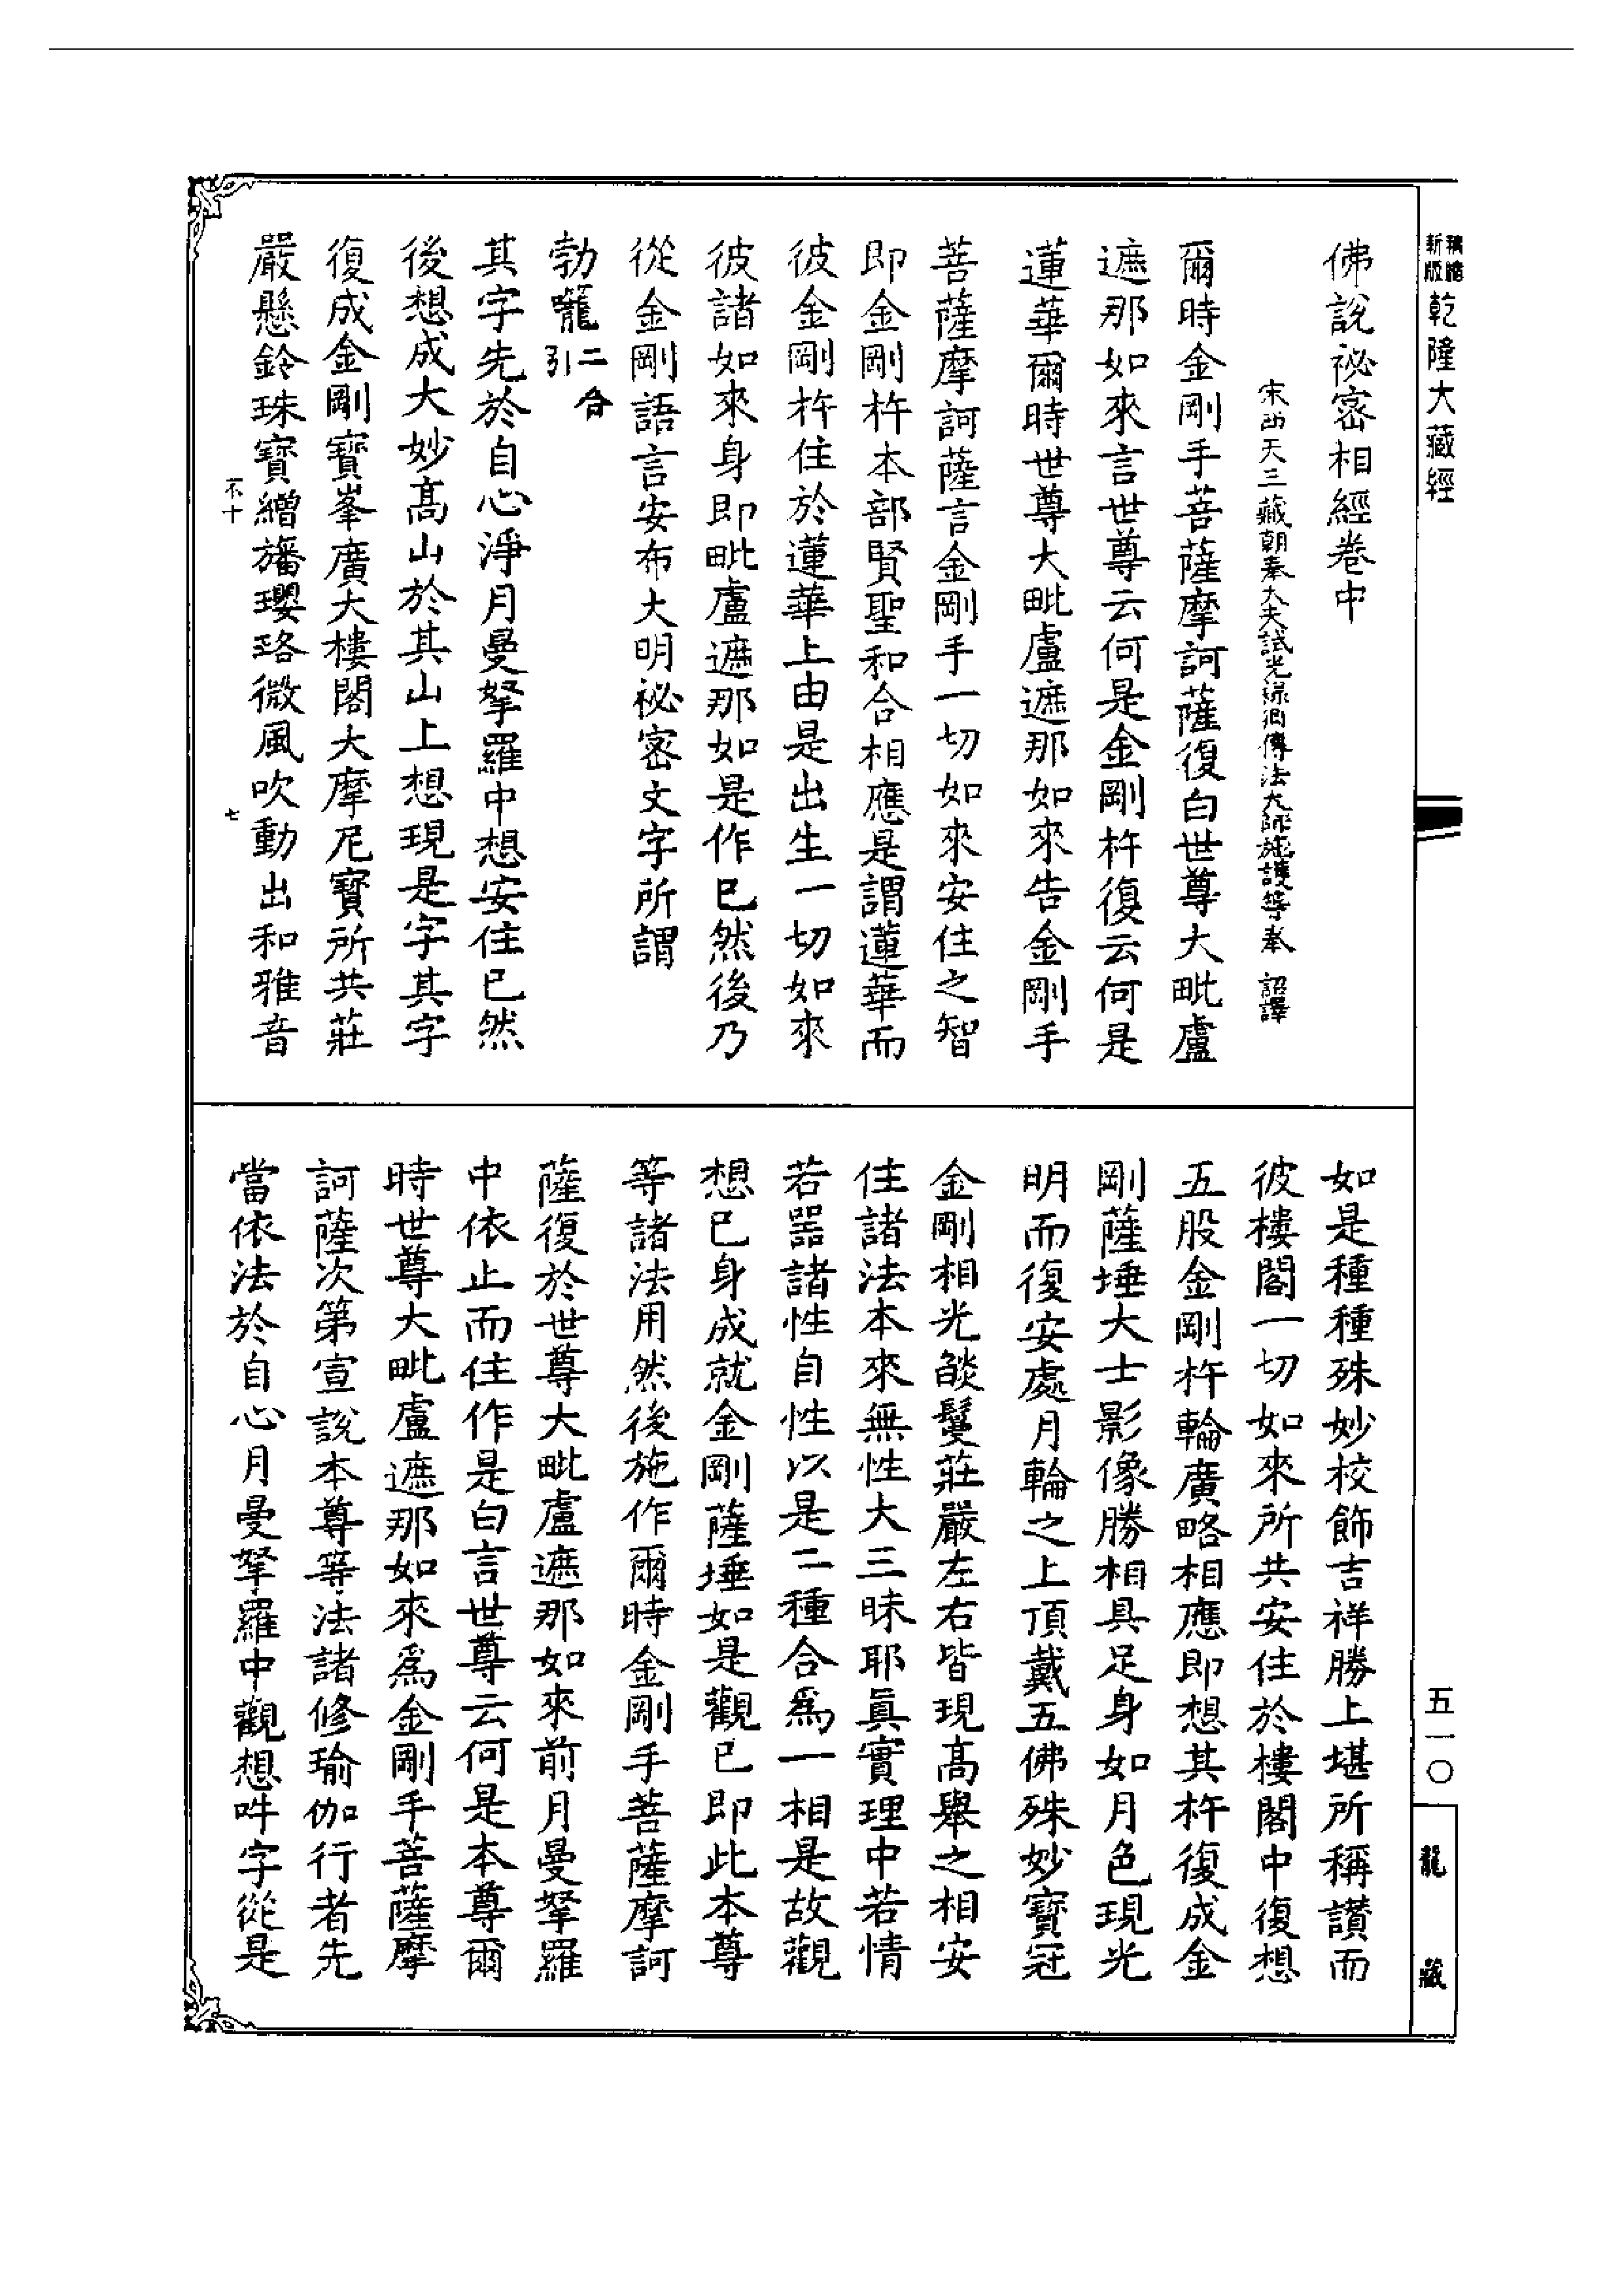 新版
乾隆大藏經
佛說祕密相經卷中
宋西天三藏朝奉大夫試光祿卿傳法大師施護等奉 詔譯
爾時金剛手菩薩摩訶薩復白世尊大毗盧
遮那如來言世尊云何是金剛杵復云何是
蓮華爾時世尊大毗盧遮那如來告金剛手
菩薩摩訶薩言金剛手一切如來安住之智
即金剛杵本部賢聖和合相應是謂蓮華而
彼金剛杵住於蓮華上由是出生一切如來
彼諸如來身即毗盧遮那如是作已然後乃
從金剛語言安布大明祕密文字所謂
勃嚨二合引
其字先於自心淨月曼拏羅中想安住已然
後想成大妙高山於其山上想現是字其字
復成金剛寶峯廣大樓閣大摩尼寶所共莊
嚴懸鈴珠寶繒旛瓔珞微風吹動出和雅音
不十 七
如是種種殊妙校飾吉祥勝上堪所稱讚而
彼樓閣一切如來所共安住於樓閣中復想
五股金剛杵輪廣略相應即想其杵復成金
剛薩埵大士影像勝相具足身如月色現光
明而復安處月輪之上頂戴五佛殊妙寶冠
金剛相光燄鬘莊嚴左右皆現高舉之相安
住諸法本來無性大三昧耶眞實理中若情
若器諸性自性以是二種合爲一相是故觀
想已身成就金剛薩埵如是觀已即此本尊
等諸法用然後施作爾時金剛手菩薩摩訶
薩復於世尊大毗盧遮那如來前月曼拏羅
中依止而住作是白言世尊云何是本尊爾
時世尊大毗盧遮那如來爲金剛手菩薩摩
訶薩次第宣說本尊等法諸修瑜伽行者先
當依法於自心月曼拏羅中觀想吽字從是
五一〇
龍藏